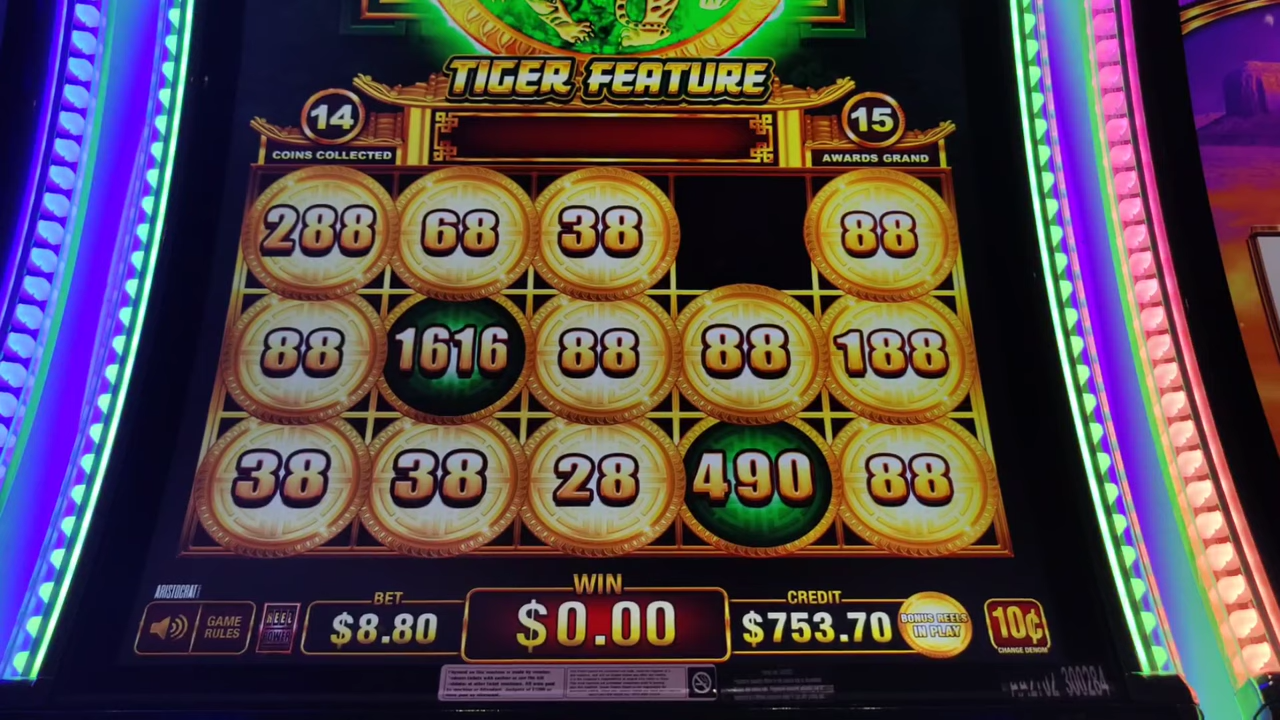 TIGER FEATURE
14
15
COINS COLLECTED
AWARDS GRAND
288 68 38 88
88 1616 88 88 188
38 38 28 490 88
ARISTOCRAT
GAME RULES
REEL POWER
BET
$8.80
WIN
$0.00
CREDIT
$753.70
BONUS REELS
IN PLAY
10¢
CHANGE DENOM